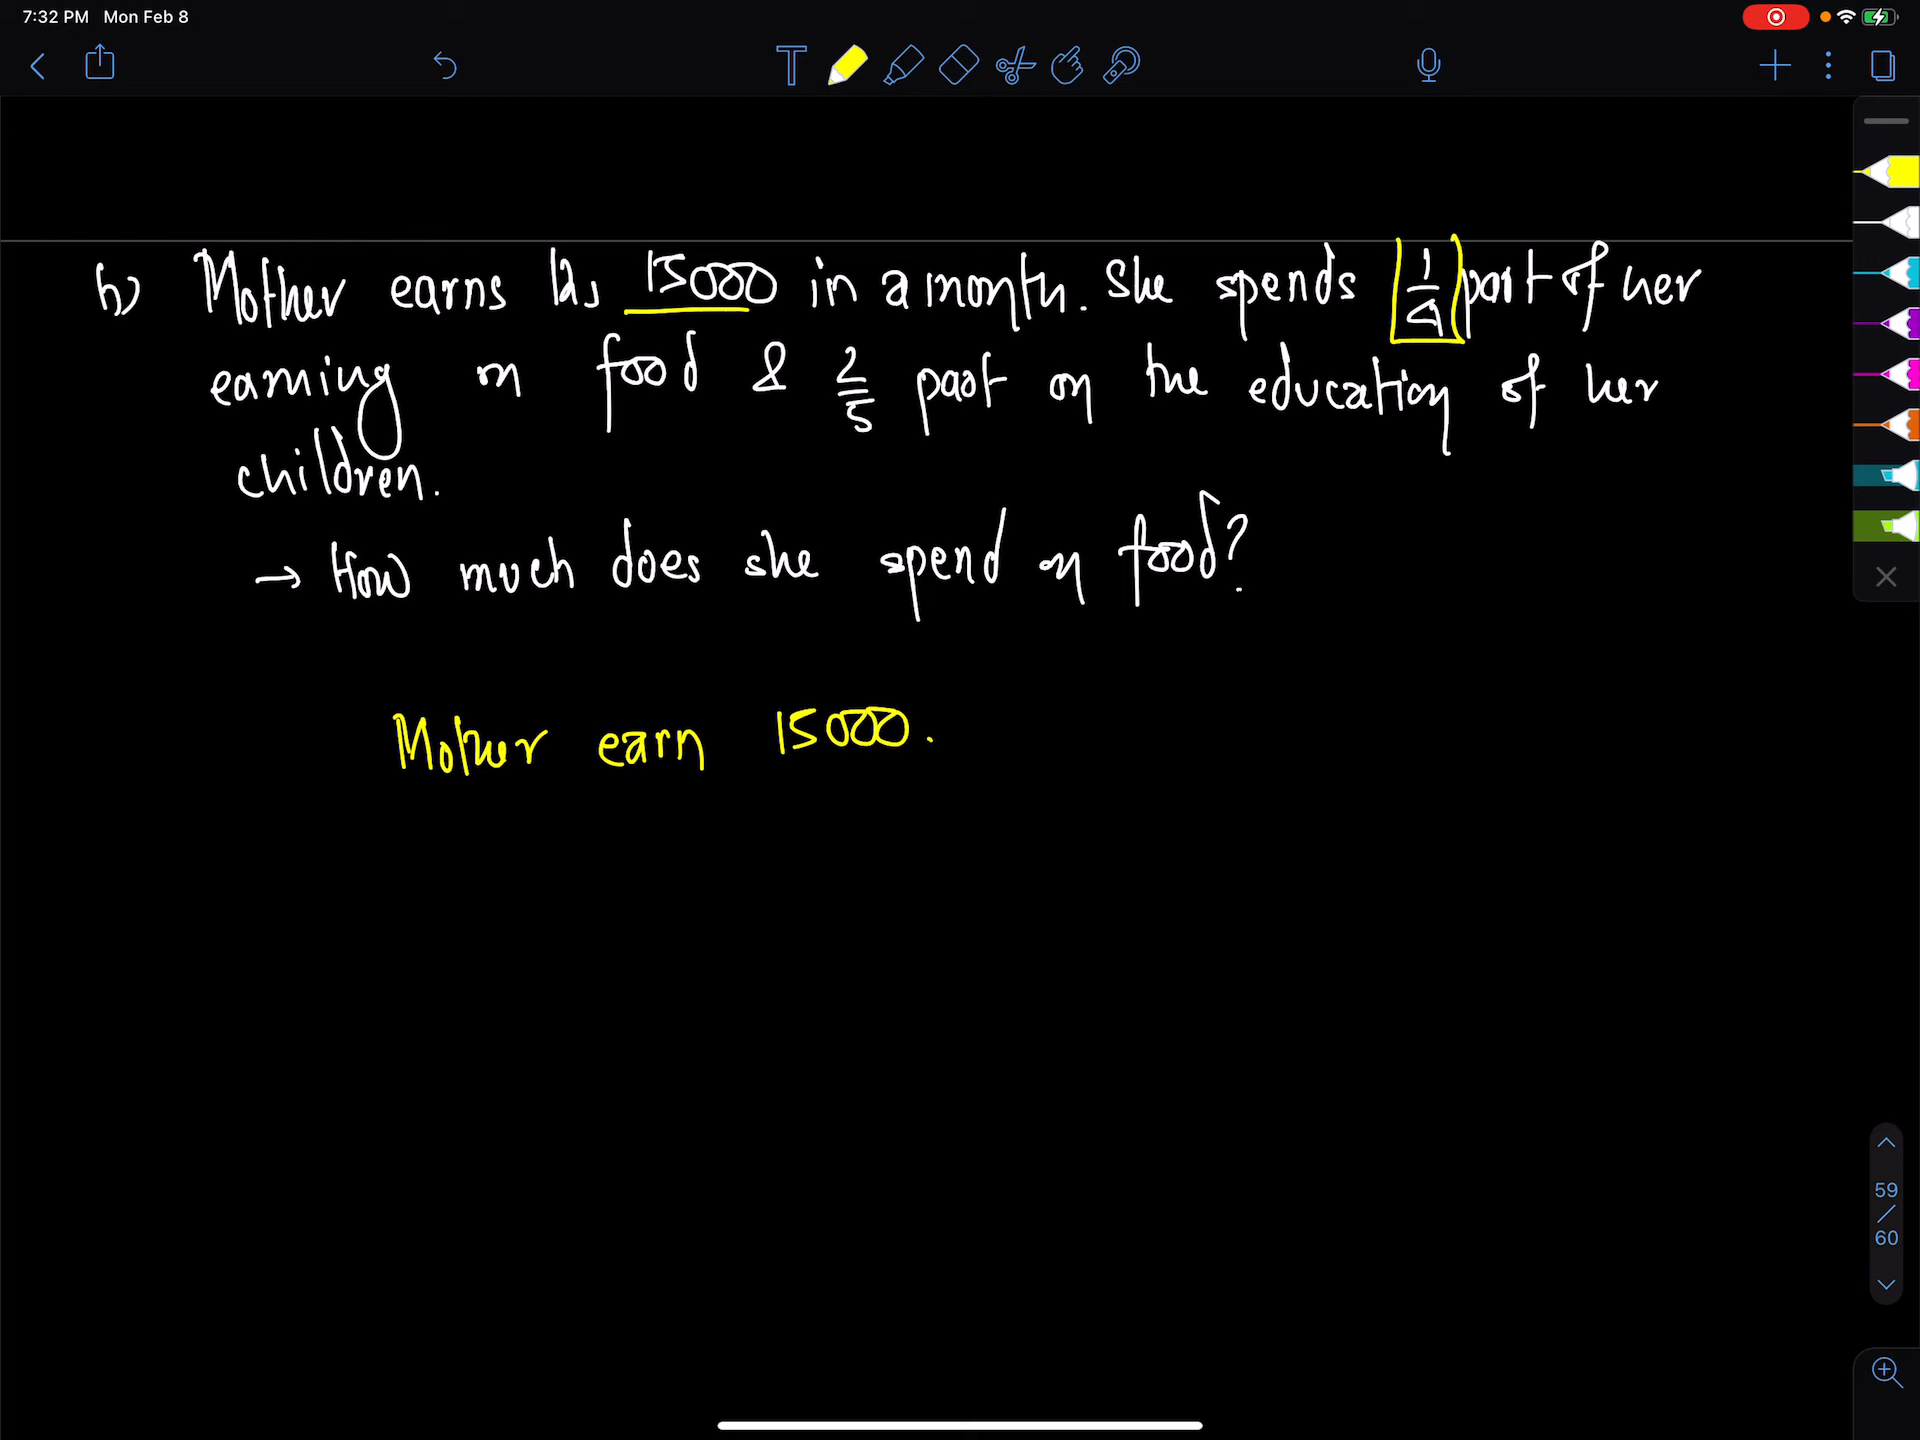 7:32 PM Mon Feb 8
h) Mother earns Rs 15000 in a month. She spends 1/4 part of her
earning on food & 2/5 part on the education of her
children.
→ How much does she spend on food?
Mother earn 15000.
59
/
60